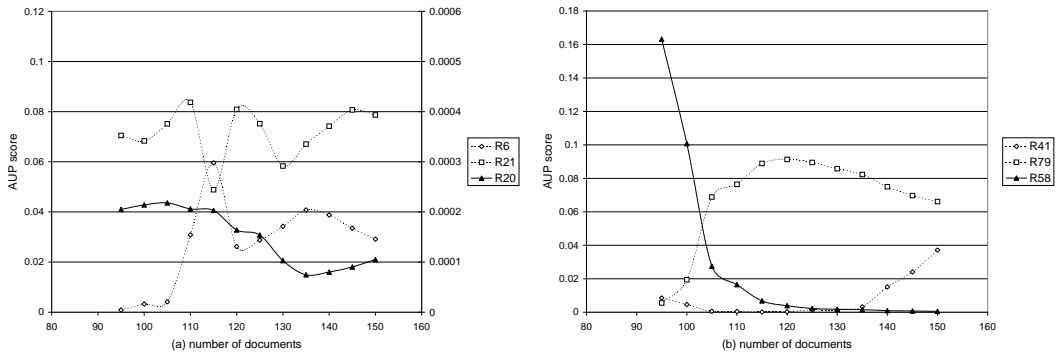 0.12
0.1
0.08
0.06
0.04
0.02
0
AUP score
0.0006
0.0005
0.0004
0.0003
0.0002
0.0001
0
80 90 100 110 120 130 140 150 160
(a) number of documents
R6
R21
R20
0.18
0.16
0.14
0.12
0.1
0.08
0.06
0.04
0.02
0
AUP score
80 90 100 110 120 130 140 150 160
(b) number of documents
R41
R79
R58